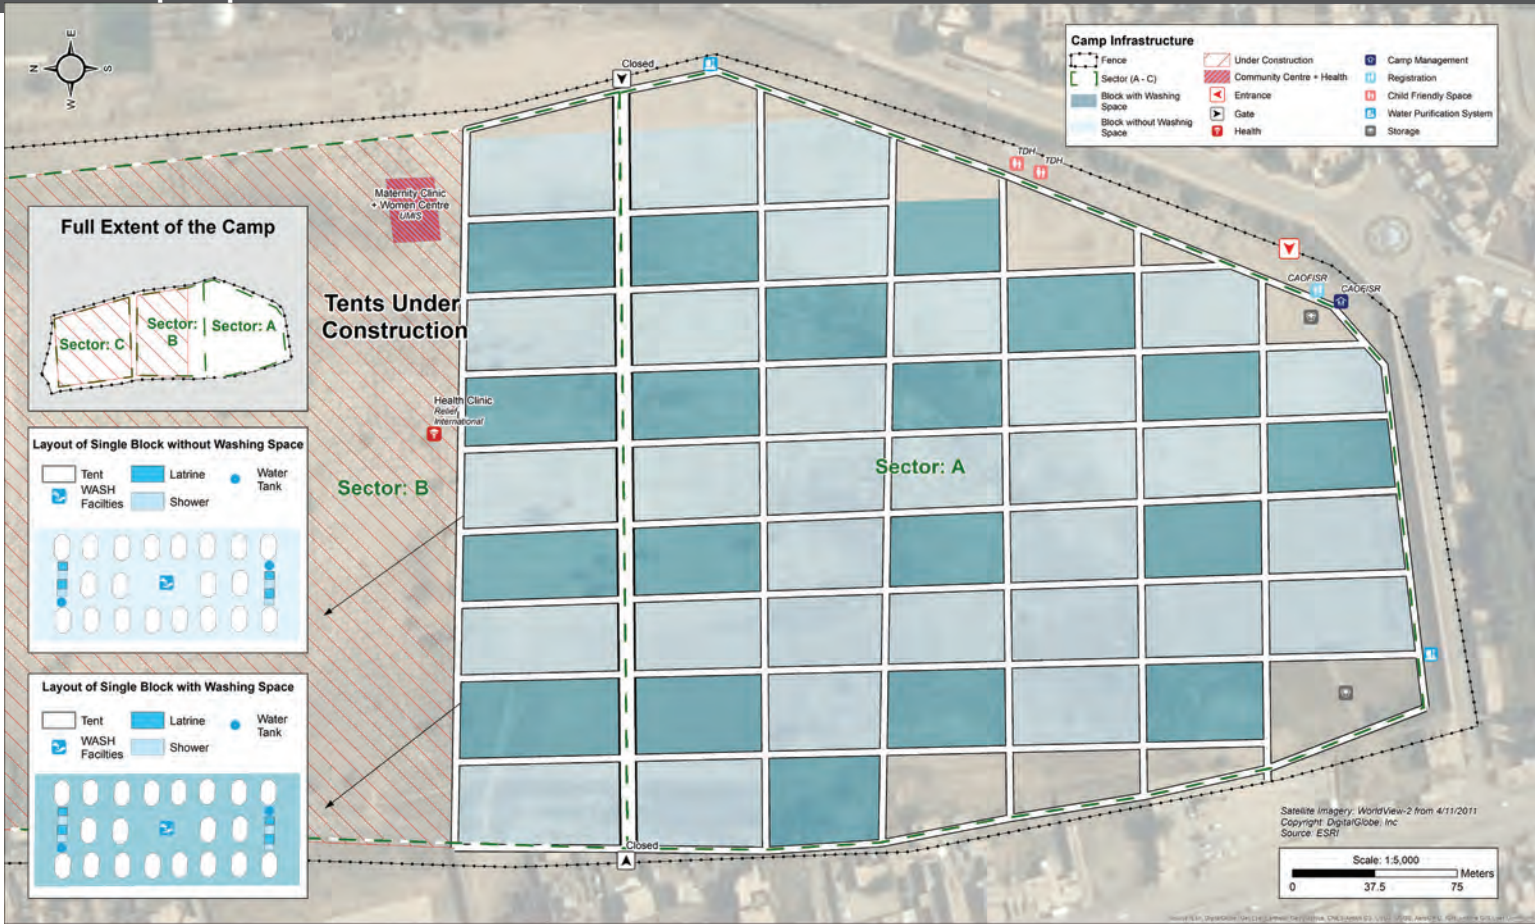 E
N
S
W
Closed
Camp Infrastructure
Fence
Sector (A - C)
Block with Washing
Space
Block without Washnig
Space
Under Construction
Community Centre + Health
Entrance
Gate
Health
Camp Management
Registration
Child Friendly Space
Water Purification System
Storage
TDH
TDH
Maternity Clinic
+ Women Centre
UMIS
Full Extent of the Camp
Sector: C
Sector:
B
Sector: A
Tents Under
Construction
CAOFISR
CAOFISR
Health Clinic
Relief
International
Sector: B
Sector: A
Layout of Single Block without Washing Space
Tent
WASH
Facilties
Latrine
Shower
Water
Tank
Layout of Single Block with Washing Space
Tent
WASH
Facilties
Latrine
Shower
Water
Tank
Closed
Satellite Imagery: WorldView-2 from 4/11/2011
Copyright: DigitalGlobe, Inc
Source: ESRI
Scale: 1:5,000
Meters
0 37.5 75